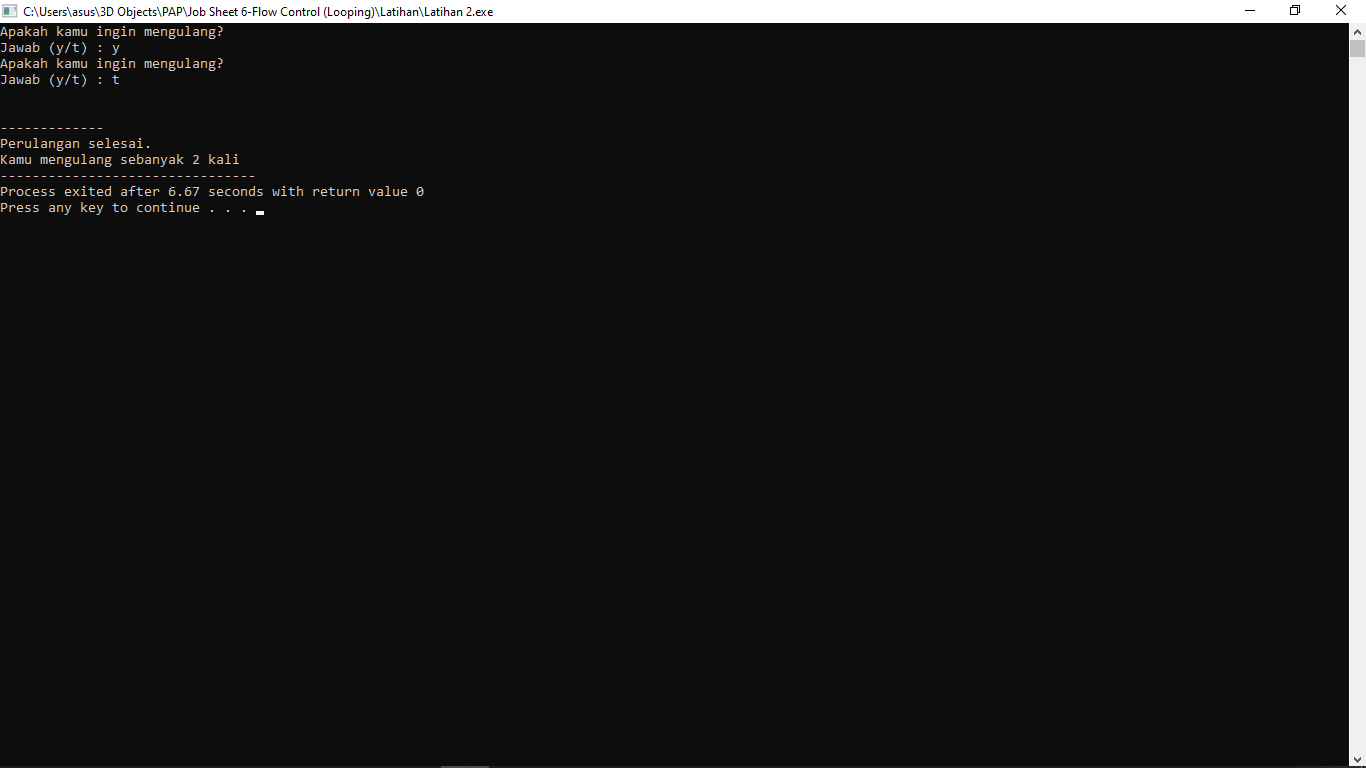 C:\Users\asus\3D Objects\PAP\Job Sheet 6-Flow Control (Looping)\Latihan\Latihan 2.exe
Apakah kamu ingin mengulang?
Jawab (y/t) : y
Apakah kamu ingin mengulang?
Jawab (y/t) : t
-------------
Perulangan selesai.
Kamu mengulang sebanyak 2 kali
--------------------------------
Process exited after 6.67 seconds with return value 0
Press any key to continue . . .